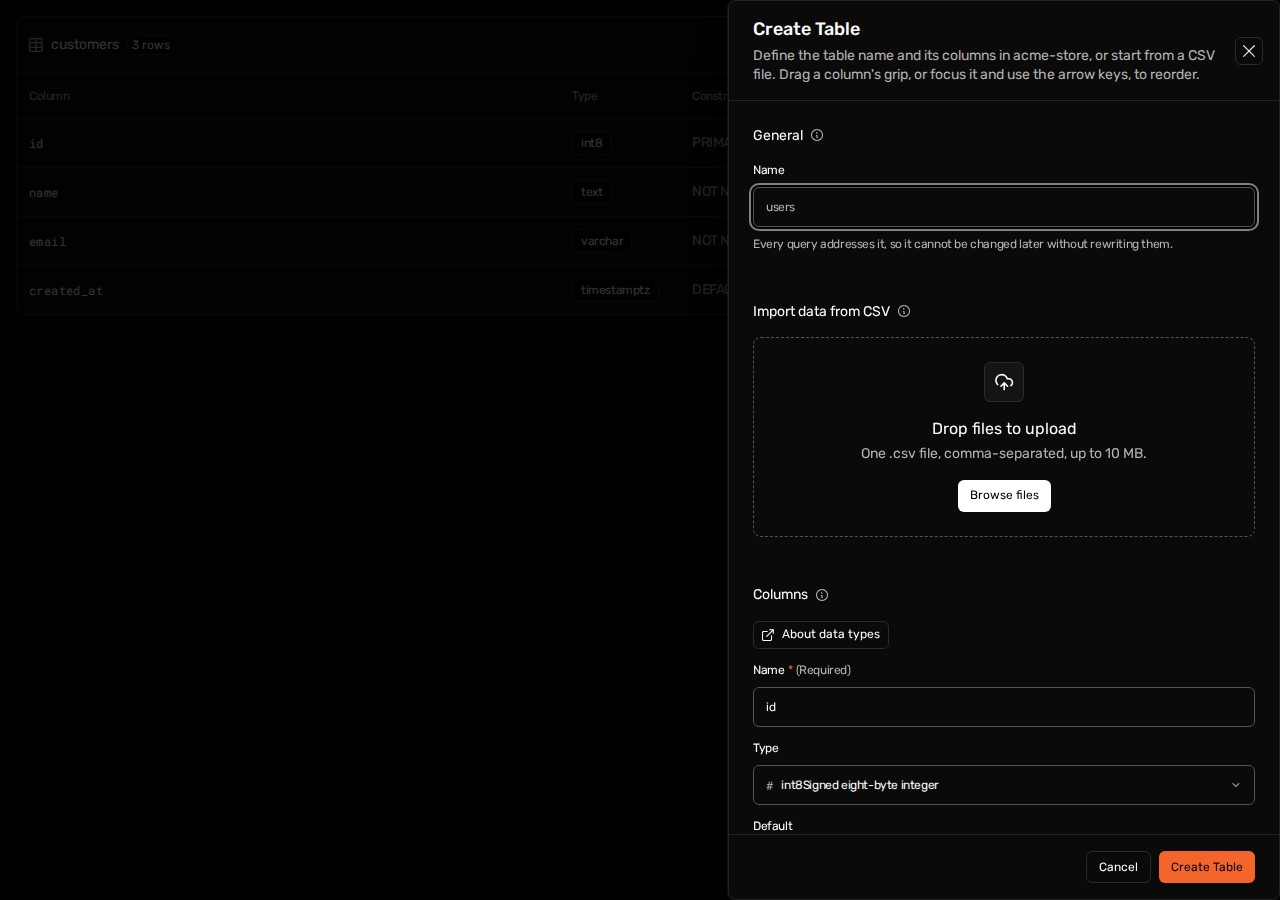 customers 3 rows
Column Type
id int8
name text
email varchar
created_at timestamptz
Create Table
Define the table name and its columns in acme-store, or start from a CSV
file. Drag a column's grip, or focus it and use the arrow keys, to reorder.
General
Name
users
Every query addresses it, so it cannot be changed later without rewriting them.
Import data from CSV
Drop files to upload
One .csv file, comma-separated, up to 10 MB.
Browse files
Columns
About data types
Name * (Required)
id
Type
# int8Signed eight-byte integer
Default
Cancel Create Table